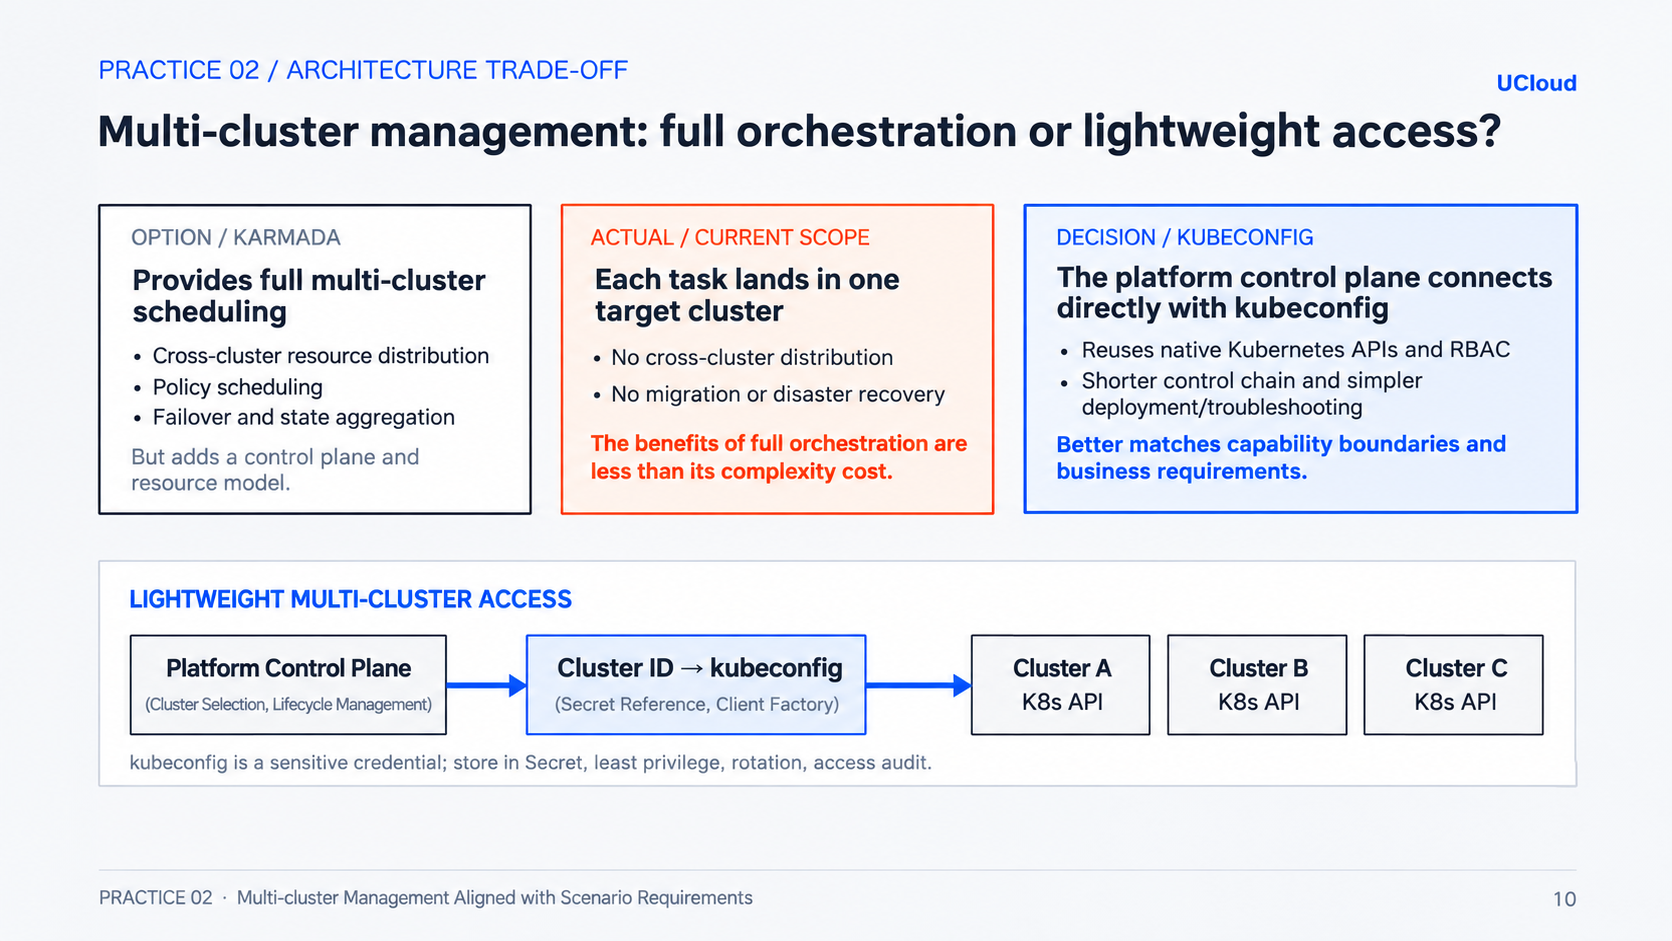 PRACTICE 02 / ARCHITECTURE TRADE-OFF
UCloud
Multi-cluster management: full orchestration or lightweight access?
OPTION / KARMADA
Provides full multi-cluster
scheduling
• Cross-cluster resource distribution
• Policy scheduling
• Failover and state aggregation
But adds a control plane and
resource model.
ACTUAL / CURRENT SCOPE
Each task lands in one
target cluster
• No cross-cluster distribution
• No migration or disaster recovery
The benefits of full orchestration are
less than its complexity cost.
DECISION / KUBECONFIG
The platform control plane connects
directly with kubeconfig
• Reuses native Kubernetes APIs and RBAC
• Shorter control chain and simpler
deployment/troubleshooting
Better matches capability boundaries and
business requirements.
LIGHTWEIGHT MULTI-CLUSTER ACCESS
Platform Control Plane
(Cluster Selection, Lifecycle Management)
Cluster ID → kubeconfig
(Secret Reference, Client Factory)
Cluster A
K8s API
Cluster B
K8s API
Cluster C
K8s API
kubeconfig is a sensitive credential; store in Secret, least privilege, rotation, access audit.
PRACTICE 02 · Multi-cluster Management Aligned with Scenario Requirements
10